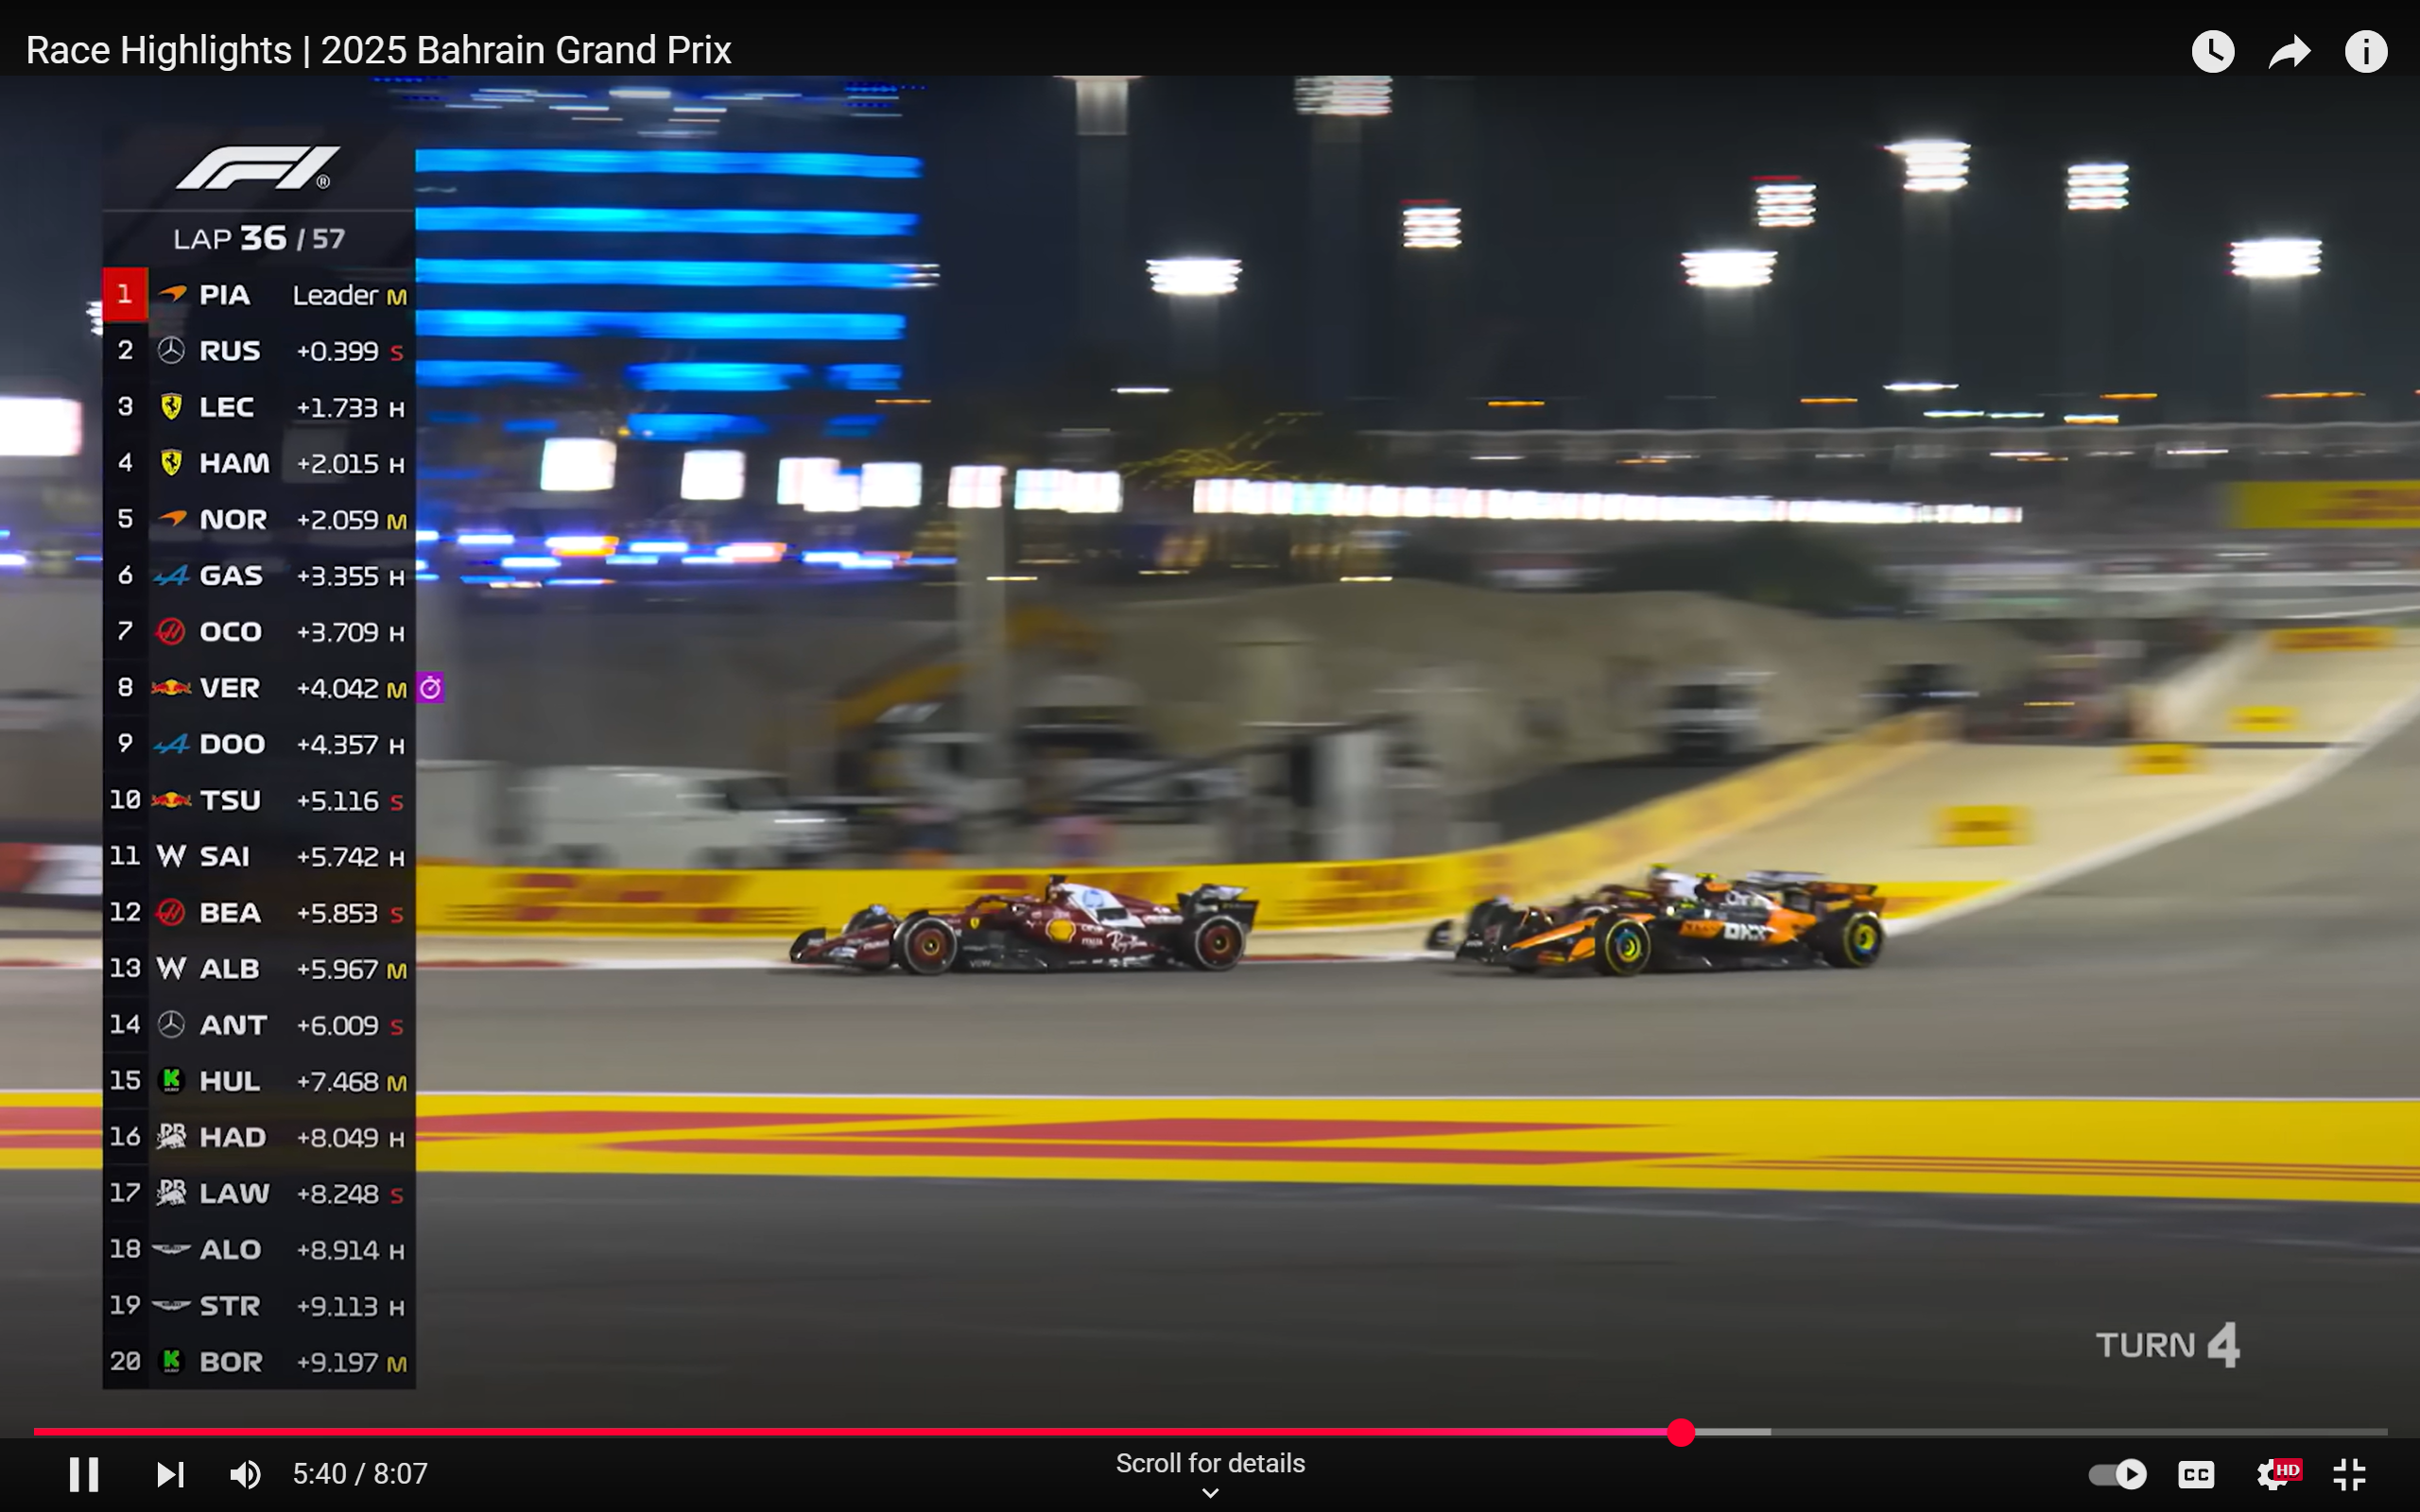 Race Highlights | 2025 Bahrain Grand Prix
F1®
LAP 36 / 57
1 PIA Leader M
2 RUS +0.399 S
3 LEC +1.733 H
4 HAM +2.015 H
5 NOR +2.059 M
6 GAS +3.355 H
7 OCO +3.709 H
8 VER +4.042 M
9 DOO +4.357 H
10 TSU +5.116 S
11 SAI +5.742 H
12 BEA +5.853 S
13 ALB +5.967 M
14 ANT +6.009 S
15 HUL +7.468 M
16 HAD +8.049 H
17 LAW +8.248 S
18 ALO +8.914 H
19 STR +9.113 H
20 BOR +9.197 M
Ray-Ban
OKX
TURN 4
5:40 / 8:07
Scroll for details
CC
HD